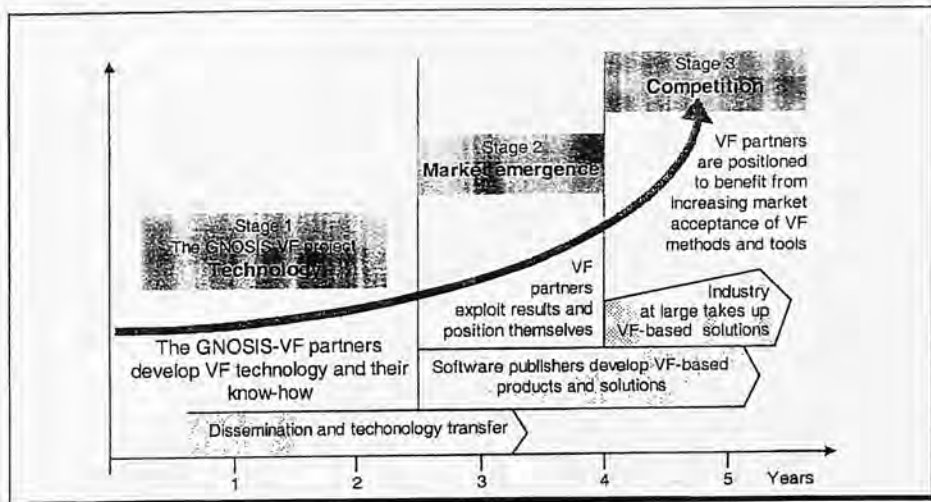 Stage 3
Competition
Stage 2
Market emergence
VF partners
are positioned
to benefit from
increasing market
acceptance of VF
methods and tools
Stage 1
The GNOSIS-VF project
Technology
VF
partners
exploit results and
position themselves
Industry
at large takes up
VF-based solutions
The GNOSIS-VF partners
develop VF technology and their
know-how
Software publishers develop VF-based
products and solutions
Dissemination and techonology transfer
1 2 3 4 5 Years